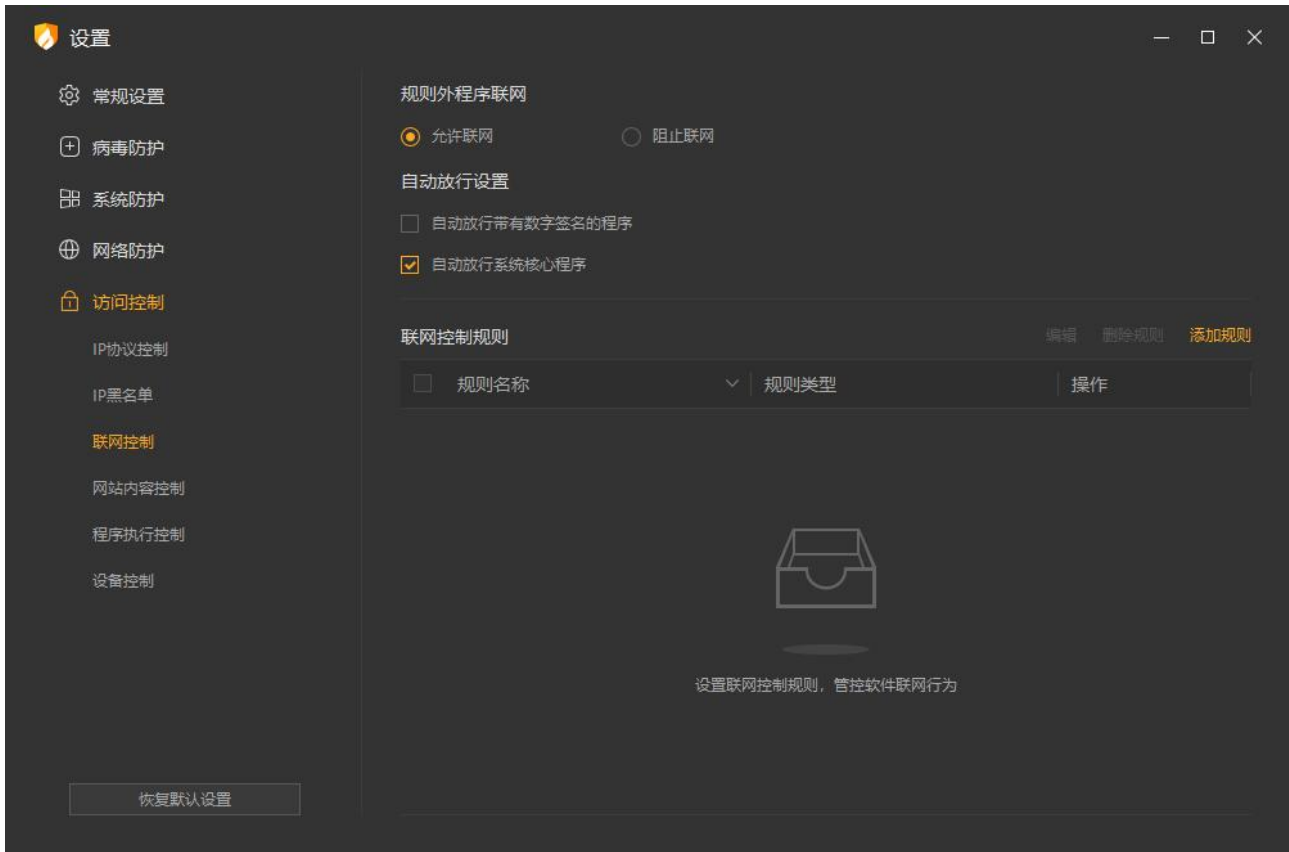 设置
常规设置
病毒防护
系统防护
网络防护
访问控制
IP协议控制
IP黑名单
联网控制
网站内容控制
程序执行控制
设备控制
恢复默认设置
规则外程序联网
允许联网 阻止联网
自动放行设置
自动放行带有数字签名的程序
自动放行系统核心程序
联网控制规则 编辑 删除规则 添加规则
规则名称 规则类型 操作
设置联网控制规则，管控软件联网行为